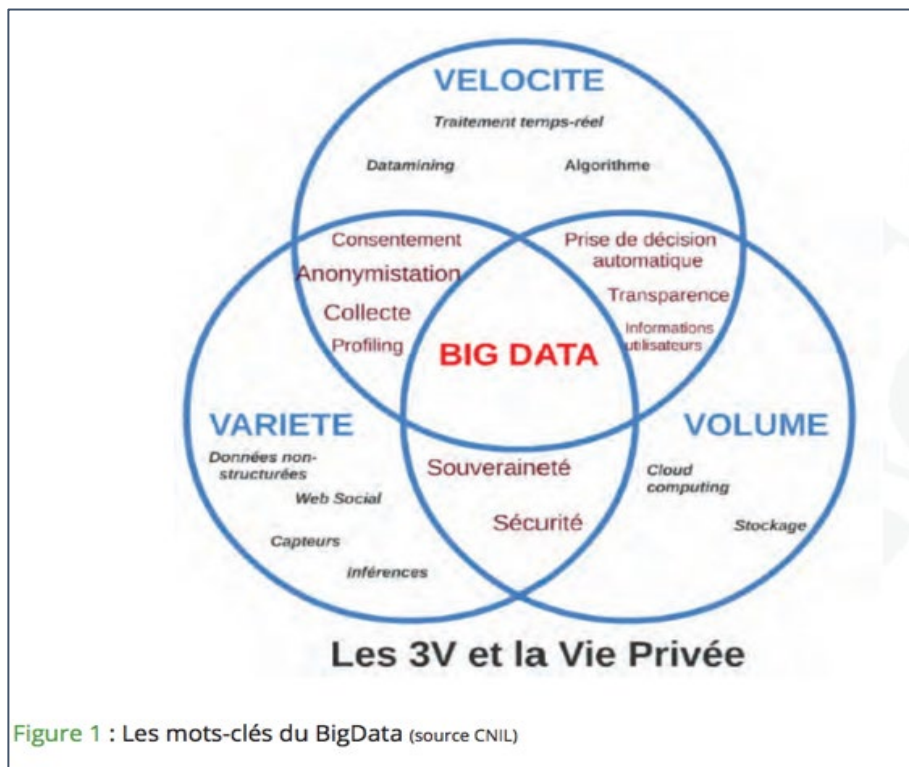 VELOCITE
Traitement temps-réel
Datamining
Algorithme
Consentement
Anonymistation
Collecte
Profiling
Prise de décision
automatique
Transparence
Informations
utilisateurs
BIG DATA
VARIETE
Données non-
structurées
Web Social
Capteurs
Inférences
VOLUME
Cloud
computing
Stockage
Souveraineté
Sécurité
Les 3V et la Vie Privée
Figure 1 : Les mots-clés du BigData (source CNIL)